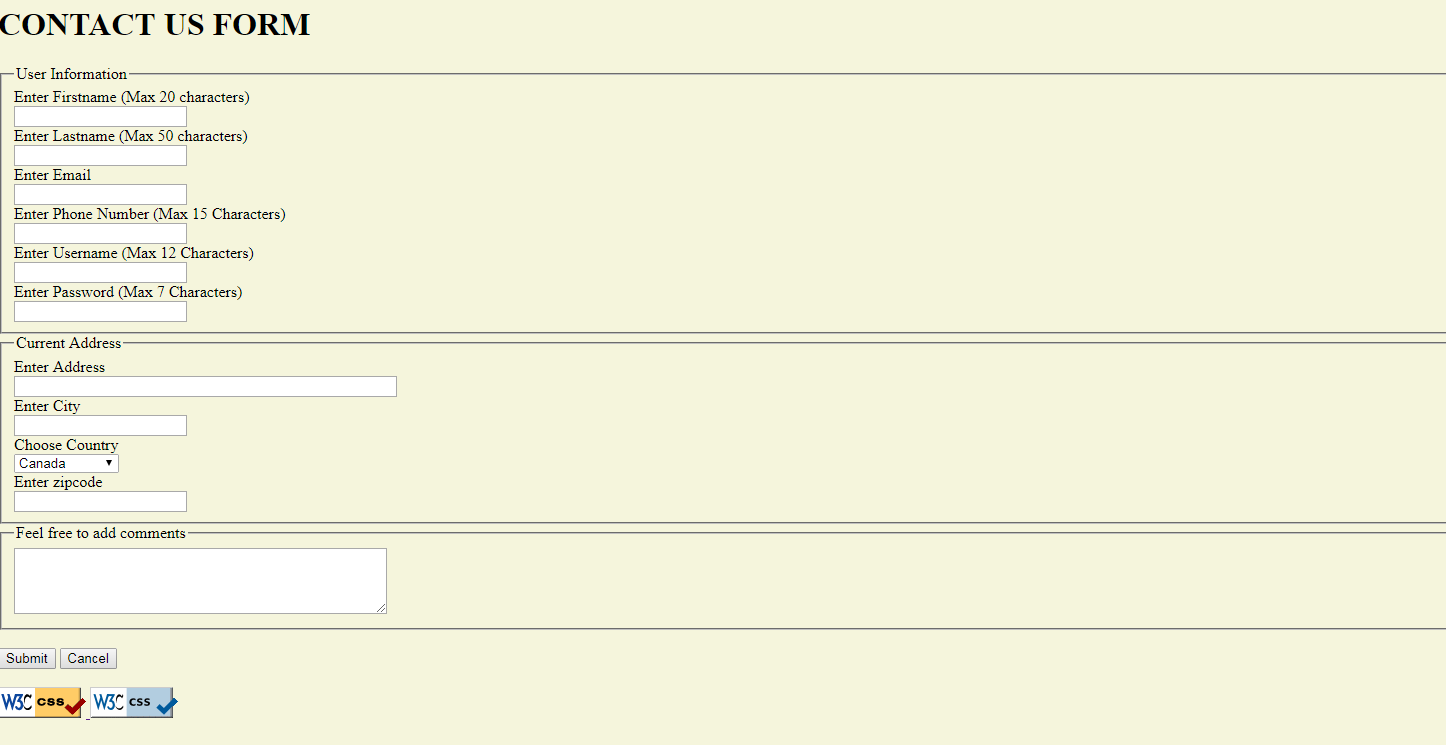 CONTACT US FORM
User Information
Enter Firstname (Max 20 characters)
Enter Lastname (Max 50 characters)
Enter Email
Enter Phone Number (Max 15 Characters)
Enter Username (Max 12 Characters)
Enter Password (Max 7 Characters)
Current Address
Enter Address
Enter City
Choose Country
Canada
Enter zipcode
Feel free to add comments
Submit Cancel
W3C css W3C css